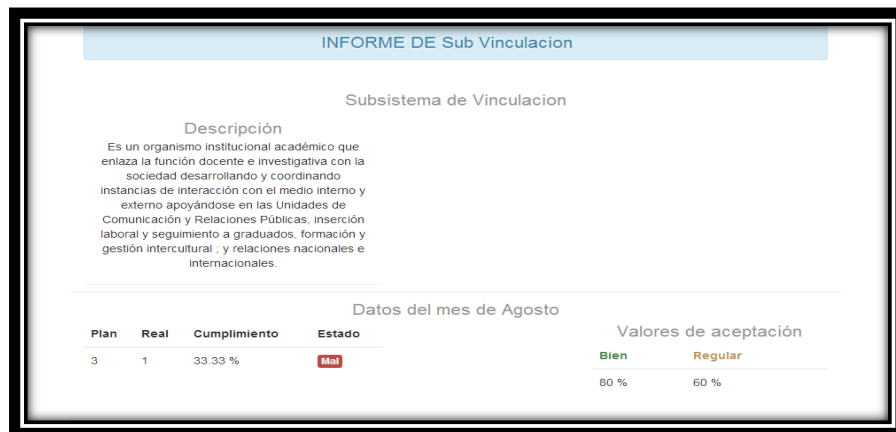 INFORME DE Sub Vinculacion
Subsistema de Vinculacion
Descripción
Es un organismo institucional académico que
enlaza la función docente e investigativa con la
sociedad desarrollando y coordinando
instancias de interacción con el medio interno y
externo apoyándose en las Unidades de
Comunicación y Relaciones Públicas, inserción
laboral y seguimiento a graduados, formación y
gestión intercultural ; y relaciones nacionales e
internacionales.
Datos del mes de Agosto
Plan Real Cumplimiento Estado
3 1 33.33 % Mal
Valores de aceptación
Bien Regular
80 % 60 %